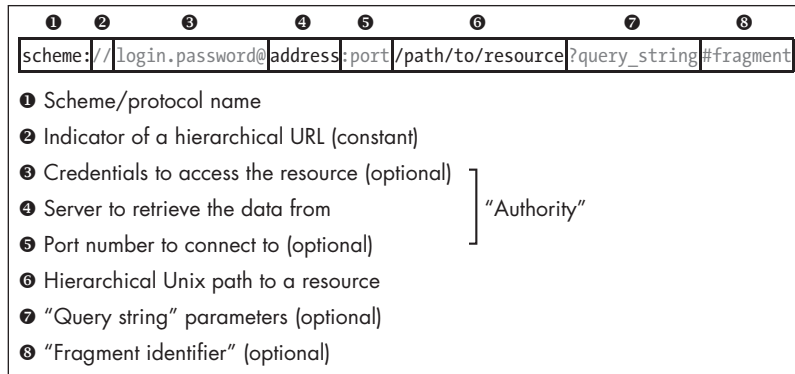 ❶ ❷ ❸ ❹ ❺ ❻ ❼ ❽
scheme://login.password@address:port/path/to/resource?query_string#fragment
❶ Scheme/protocol name
❷ Indicator of a hierarchical URL (constant)
❸ Credentials to access the resource (optional)
❹ Server to retrieve the data from "Authority"
❺ Port number to connect to (optional)
❻ Hierarchical Unix path to a resource
❼ "Query string" parameters (optional)
❽ "Fragment identifier" (optional)